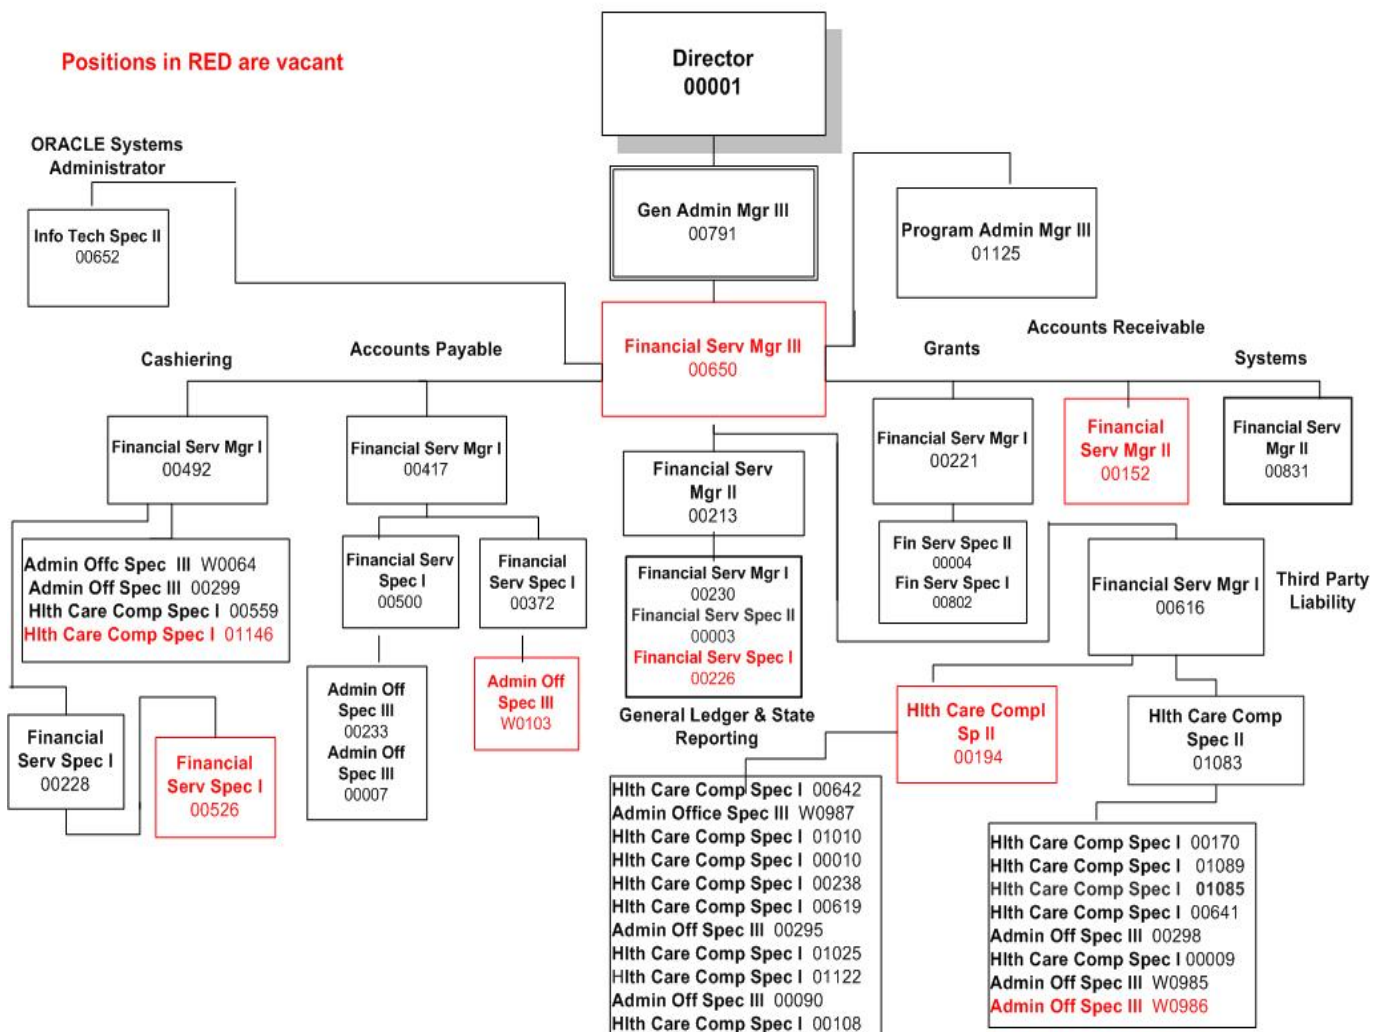 Positions in RED are vacant
Director
00001
ORACLE Systems
Administrator
Info Tech Spec II
00652
Gen Admin Mgr III
00791
Program Admin Mgr III
01125
Financial Serv Mgr III
00650
Cashiering
Accounts Payable
Grants
Accounts Receivable
Systems
Financial Serv Mgr I
00492
Financial Serv Mgr I
00417
Financial Serv
Mgr II
00213
Financial Serv Mgr I
00221
Financial
Serv Mgr II
00152
Financial Serv
Mgr II
00831
Admin Offc Spec III W0064
Admin Off Spec III 00299
Hlth Care Comp Spec I 00559
Hlth Care Comp Spec I 01146
Financial Serv
Spec I
00500
Financial
Serv Spec I
00372
Financial Serv Mgr I
00230
Financial Serv Spec II
00003
Financial Serv Spec I
00226
Fin Serv Spec II
00004
Fin Serv Spec I
00802
Financial Serv Mgr I
00616
Third Party
Liability
Financial
Serv Spec I
00228
Financial
Serv Spec I
00526
Admin Off
Spec III
00233
Admin Off
Spec III
00007
Admin Off
Spec III
W0103
General Ledger & State
Reporting
Hlth Care Compl
Sp II
00194
Hlth Care Comp
Spec II
01083
Hlth Care Comp Spec I 00642
Admin Office Spec III W0987
Hlth Care Comp Spec I 01010
Hlth Care Comp Spec I 00010
Hlth Care Comp Spec I 00238
Hlth Care Comp Spec I 00619
Admin Off Spec III 00295
Hlth Care Comp Spec I 01025
Hlth Care Comp Spec I 01122
Admin Off Spec III 00090
Hlth Care Comp Spec I 00108
Hlth Care Comp Spec I 00170
Hlth Care Comp Spec I 01089
Hlth Care Comp Spec I 01085
Hlth Care Comp Spec I 00641
Admin Off Spec III 00298
Hlth Care Comp Spec I 00009
Admin Off Spec III W0985
Admin Off Spec III W0986